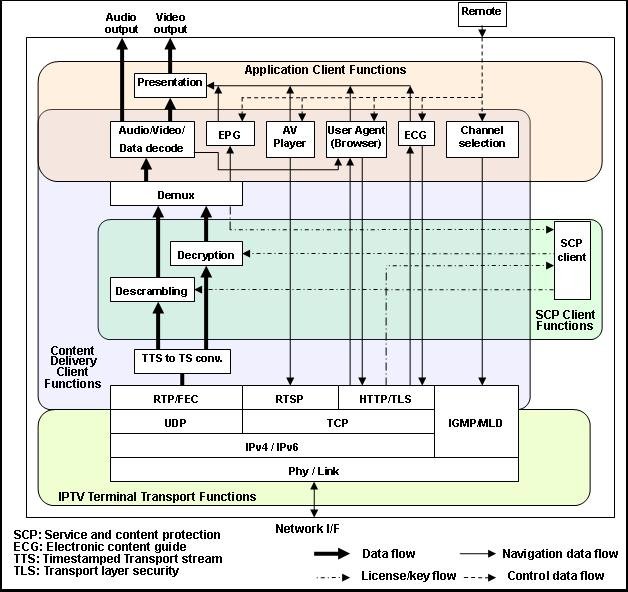 Audio
output
Video
output
Remote
Application Client Functions
Presentation
Audio/Video/
Data decode
EPG
AV
Player
User Agent
(Browser)
ECG
Channel
selection
Demux
SCP
client
Decryption
Descrambling
SCP Client
Functions
Content
Delivery
Client
Functions
TTS to TS conv.
RTP/FEC
RTSP
HTTP/TLS
IGMP/MLD
UDP
TCP
IPv4 / IPv6
Phy / Link
IPTV Terminal Transport Functions
Network I/F
SCP: Service and content protection
ECG: Electronic content guide
TTS: Timestamped Transport stream
TLS: Transport layer security
Data flow
Navigation data flow
License/key flow
Control data flow